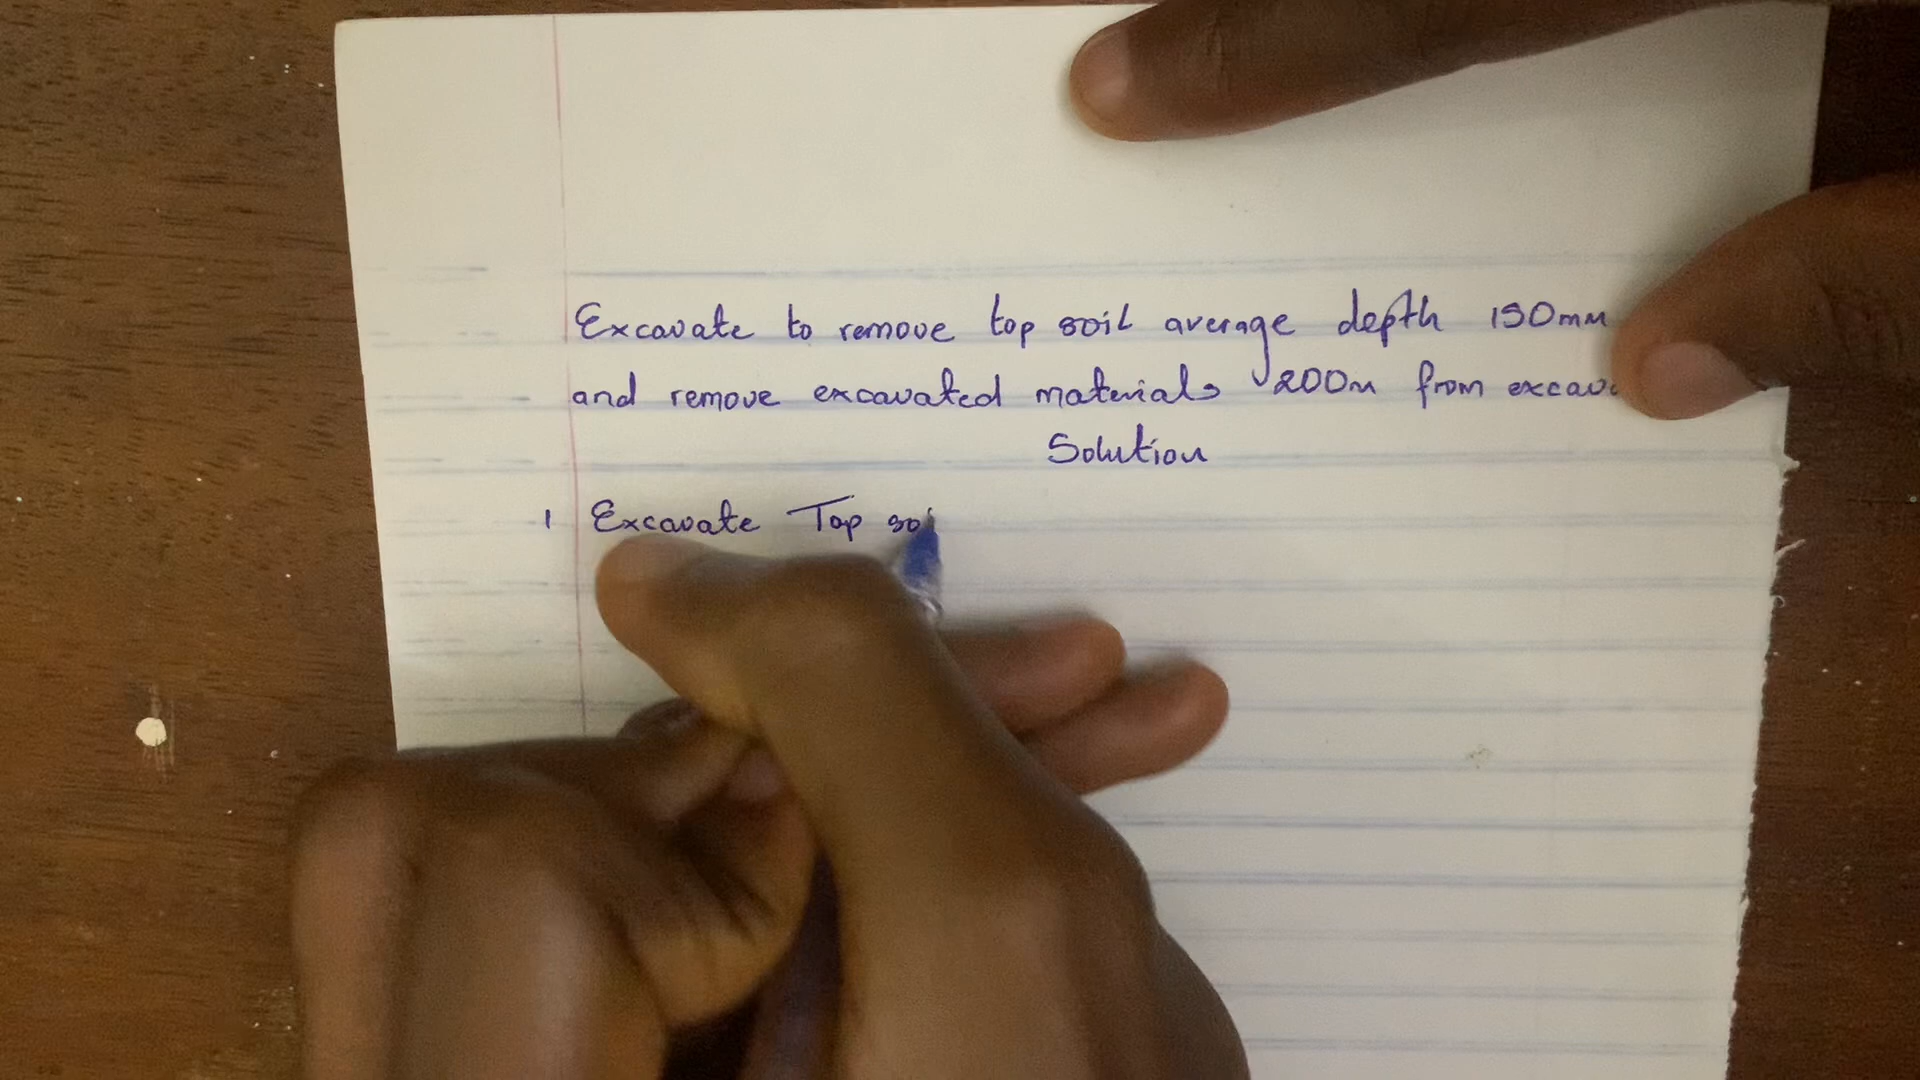 Excavate to remove top soil average depth 150mm
and remove excavated materials 200m from
Solution
1 Excavate Top